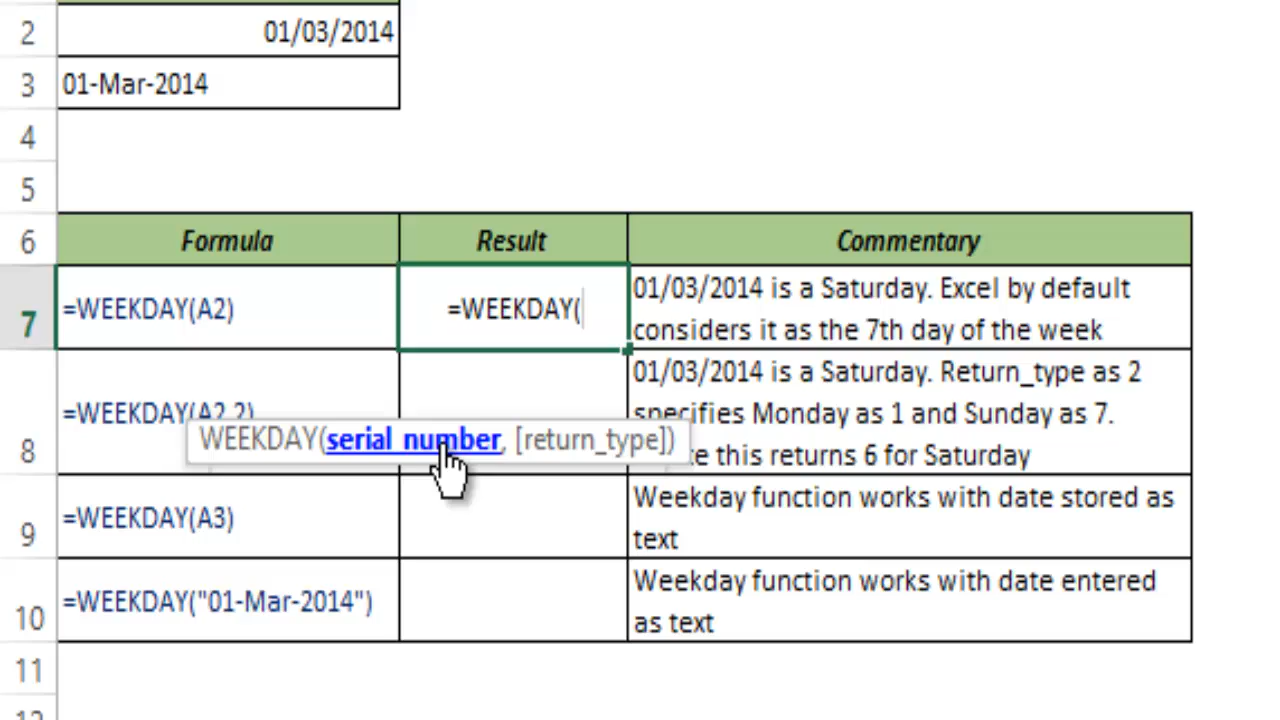 2 01/03/2014
3 01-Mar-2014
4
5
6 Formula Result Commentary
7 =WEEKDAY(A2) =WEEKDAY( 01/03/2014 is a Saturday. Excel by default
considers it as the 7th day of the week
8 =WEEKDAY(A2,2) 01/03/2014 is a Saturday. Return_type as 2
specifies Monday as 1 and Sunday as 7.
WEEKDAY(serial_number, [return_type])
this returns 6 for Saturday
9 =WEEKDAY(A3) Weekday function works with date stored as
text
10 =WEEKDAY("01-Mar-2014") Weekday function works with date entered
as text
11
12